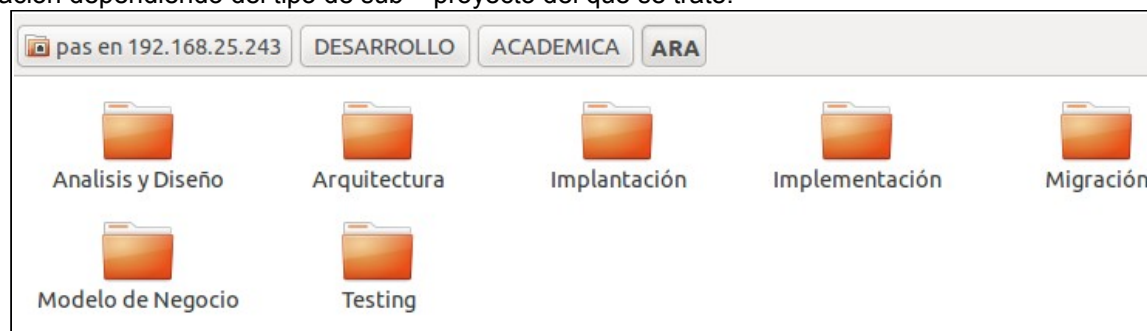 dependiendo del tipo de sub – proyecto del que se trate.
pas en 192.168.25.243 DESARROLLO ACADEMICA ARA
Analisis y Diseño Arquitectura Implantación Implementación Migración
Modelo de Negocio Testing